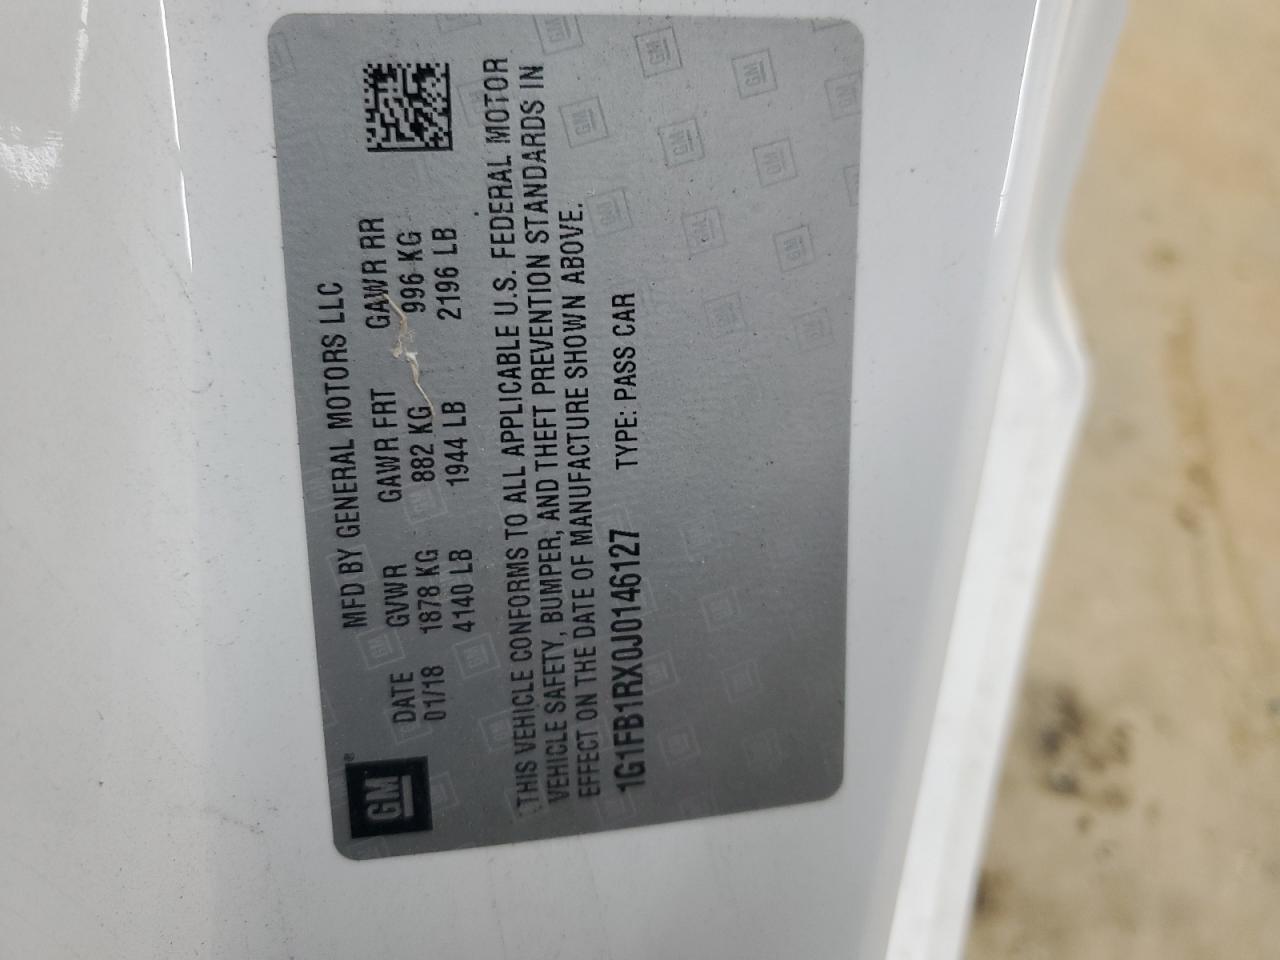 MFD BY GENERAL MOTORS LLC
GM®
DATE GVWR GAWR FRT GAWR RR
01/18 1878 KG 882 KG 996 KG
4140 LB 1944 LB 2196 LB
THIS VEHICLE CONFORMS TO ALL APPLICABLE U.S. FEDERAL MOTOR
VEHICLE SAFETY, BUMPER, AND THEFT PREVENTION STANDARDS IN
EFFECT ON THE DATE OF MANUFACTURE SHOWN ABOVE.
1G1FB1RX0J0146127 TYPE: PASS CAR